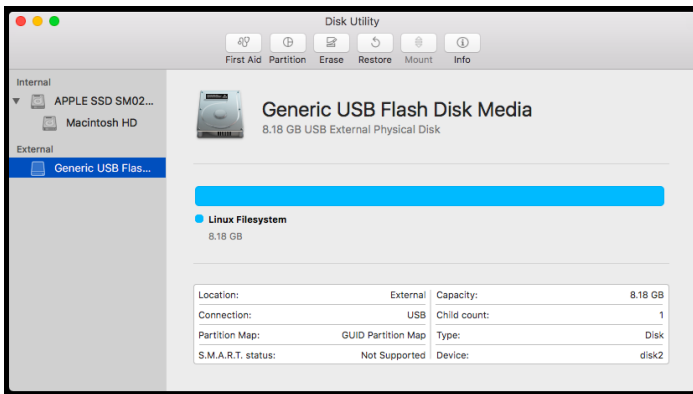 Disk Utility
First Aid Partition Erase Restore Mount Info
Internal
APPLE SSD SM02...
Macintosh HD
External
Generic USB Flas...
Generic USB Flash Disk Media
8.18 GB USB External Physical Disk
Linux Filesystem
8.18 GB
Location: External Capacity: 8.18 GB
Connection: USB Child count: 1
Partition Map: GUID Partition Map Type: Disk
S.M.A.R.T. status: Not Supported Device: disk2